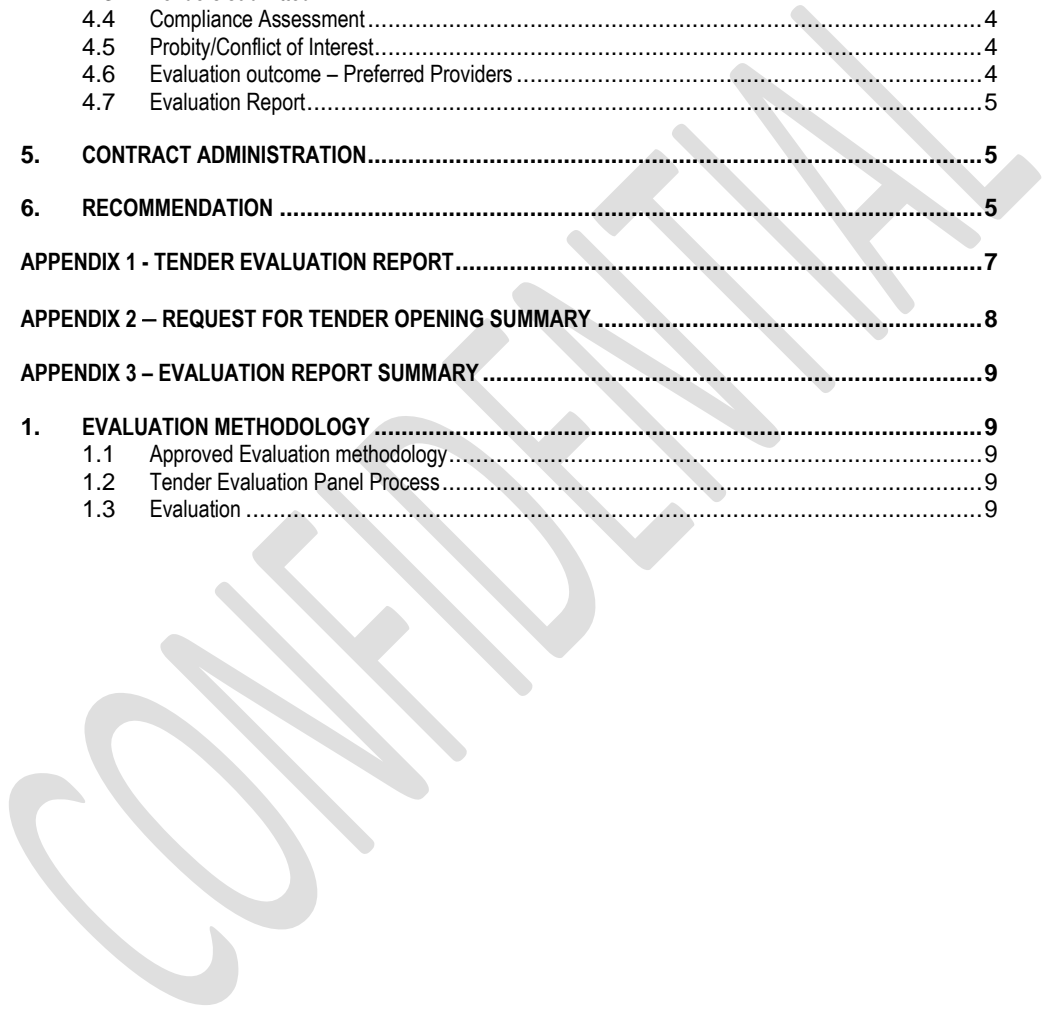 4.4 Compliance Assessment ........ 4
4.5 Probity/Conflict of Interest ........ 4
4.6 Evaluation outcome – Preferred Providers ........ 4
4.7 Evaluation Report ........ 5
5. CONTRACT ADMINISTRATION ........ 5
6. RECOMMENDATION ........ 5
APPENDIX 1 - TENDER EVALUATION REPORT ........ 7
APPENDIX 2 – REQUEST FOR TENDER OPENING SUMMARY ........ 8
APPENDIX 3 – EVALUATION REPORT SUMMARY ........ 9
1. EVALUATION METHODOLOGY ........ 9
1.1 Approved Evaluation methodology ........ 9
1.2 Tender Evaluation Panel Process ........ 9
1.3 Evaluation ........ 9
CONFIDENTIAL